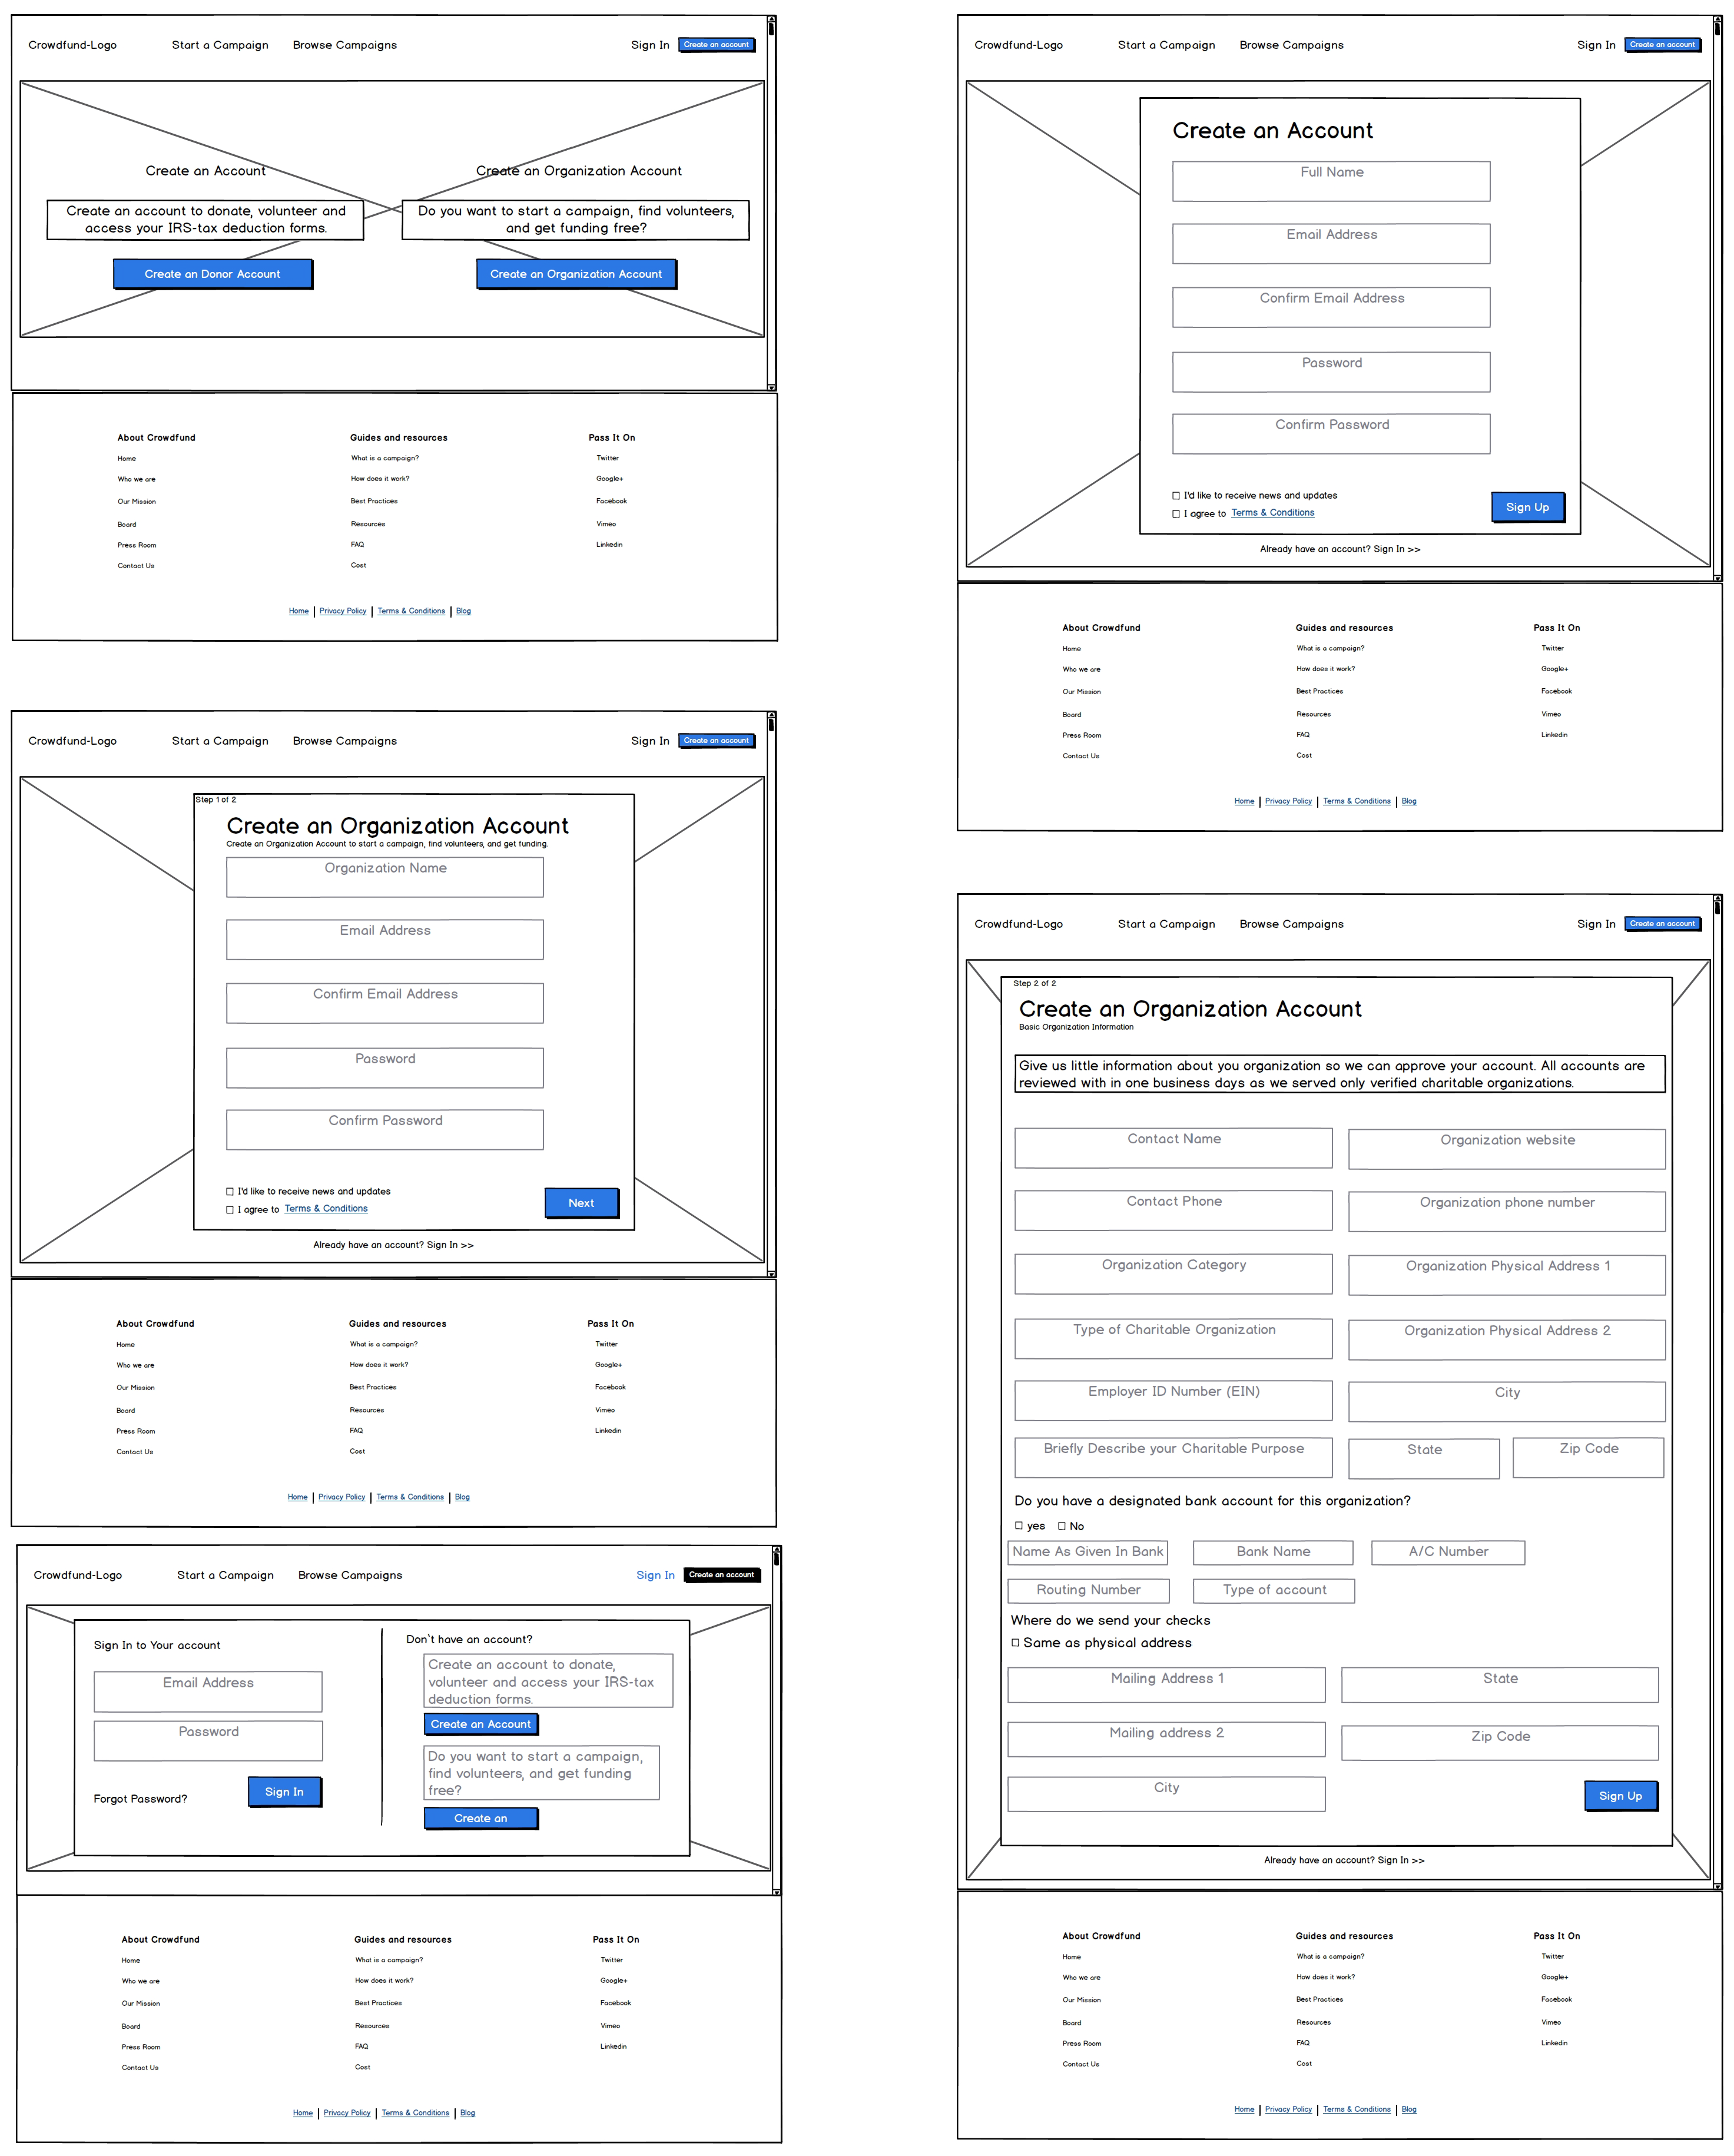 Crowdfund-Logo Start a Campaign Browse Campaigns Sign In Create an account
Create an Account Create an Organization Account
Create an account to donate, volunteer and
access your IRS-tax deduction forms.
Do you want to start a campaign, find volunteers,
and get funding free?
Create an Donor Account Create an Organization Account
About Crowdfund Guides and resources Pass It On
Home What is a campaign? Twitter
Who we are How does it work? Google+
Our Mission Best Practices Facebook
Board Resources Vimeo
Press Room FAQ Linkedin
Contact Us Cost
Home | Privacy Policy | Terms & Conditions | Blog
Crowdfund-Logo Start a Campaign Browse Campaigns Sign In Create an account
Create an Account
Full Name
Email Address
Confirm Email Address
Password
Confirm Password
I'd like to receive news and updates
I agree to Terms & Conditions
Sign Up
Already have an account? Sign In >>
About Crowdfund Guides and resources Pass It On
Home What is a campaign? Twitter
Who we are How does it work? Google+
Our Mission Best Practices Facebook
Board Resources Vimeo
Press Room FAQ Linkedin
Contact Us Cost
Home | Privacy Policy | Terms & Conditions | Blog
Crowdfund-Logo Start a Campaign Browse Campaigns Sign In Create an account
Step 1 of 2
Create an Organization Account
Create an Organization Account to start a campaign, find volunteers, and get funding.
Organization Name
Email Address
Confirm Email Address
Password
Confirm Password
I'd like to receive news and updates
I agree to Terms & Conditions
Next
Already have an account? Sign In >>
About Crowdfund Guides and resources Pass It On
Home What is a campaign? Twitter
Who we are How does it work? Google+
Our Mission Best Practices Facebook
Board Resources Vimeo
Press Room FAQ Linkedin
Contact Us Cost
Home | Privacy Policy | Terms & Conditions | Blog
Crowdfund-Logo Start a Campaign Browse Campaigns Sign In Create an account
Step 2 of 2
Create an Organization Account
Basic Organization Information
Give us little information about you organization so we can approve your account. All accounts are
reviewed with in one business days as we served only verified charitable organizations.
Contact Name Organization website
Contact Phone Organization phone number
Organization Category Organization Physical Address 1
Type of Charitable Organization Organization Physical Address 2
Employer ID Number (EIN) City
Briefly Describe your Charitable Purpose State Zip Code
Do you have a designated bank account for this organization?
yes No
Name As Given In Bank Bank Name A/C Number
Routing Number Type of account
Where do we send your checks
Same as physical address
Mailing Address 1 State
Mailing address 2 Zip Code
City
Sign Up
Already have an account? Sign In >>
About Crowdfund Guides and resources Pass It On
Home What is a campaign? Twitter
Who we are How does it work? Google+
Our Mission Best Practices Facebook
Board Resources Vimeo
Press Room FAQ Linkedin
Contact Us Cost
Home | Privacy Policy | Terms & Conditions | Blog
Crowdfund-Logo Start a Campaign Browse Campaigns Sign In Create an account
Sign In to Your account
Email Address
Password
Forgot Password?
Sign In
Don`t have an account?
Create an account to donate,
volunteer and access your IRS-tax
deduction forms.
Create an Account
Do you want to start a campaign,
find volunteers, and get funding
free?
Create an
About Crowdfund Guides and resources Pass It On
Home What is a campaign? Twitter
Who we are How does it work? Google+
Our Mission Best Practices Facebook
Board Resources Vimeo
Press Room FAQ Linkedin
Contact Us Cost
Home | Privacy Policy | Terms & Conditions | Blog